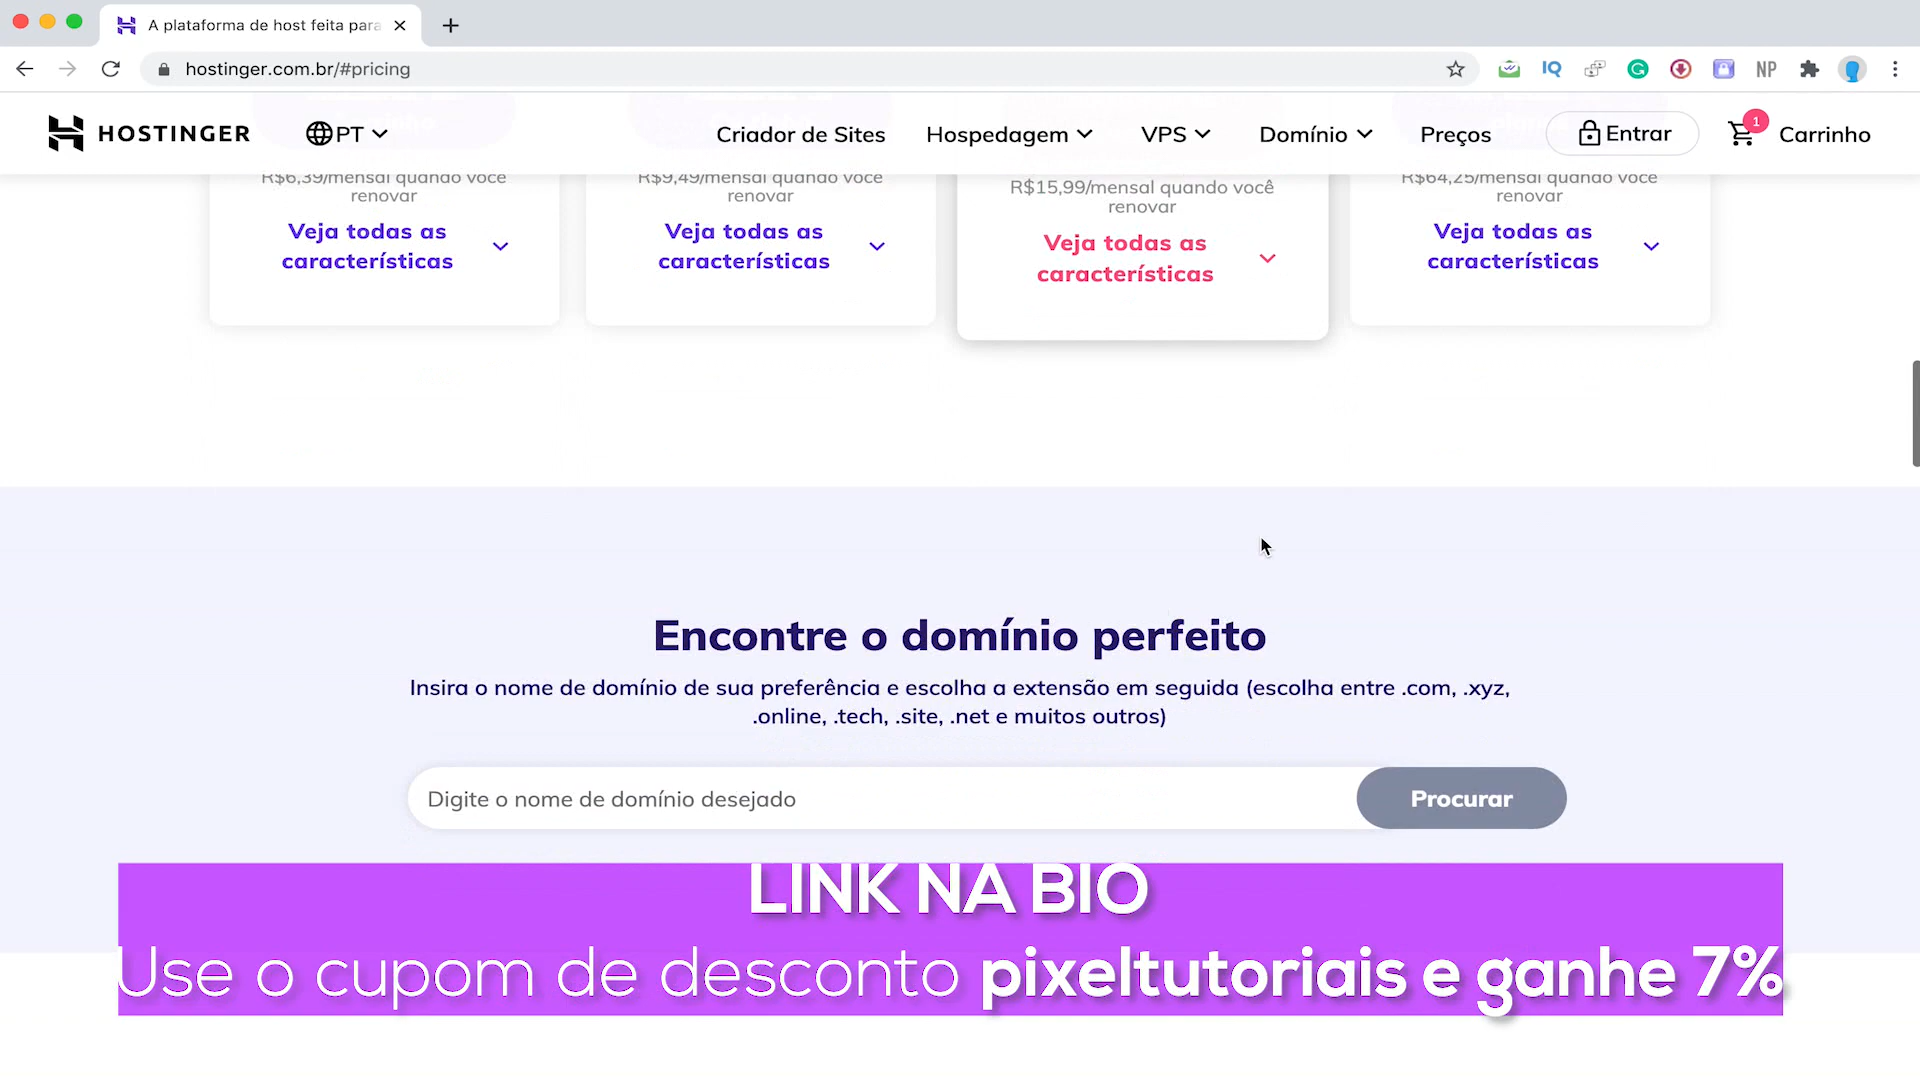 A plataforma de host feita para
hostinger.com.br/#pricing
IQ
NP
HOSTINGER
PT
Criador de Sites
Hospedagem
VPS
Domínio
Preços
Entrar
1
Carrinho
R$6,39/mensal quando você
renovar
Veja todas as
características
R$9,49/mensal quando você
renovar
Veja todas as
características
R$15,99/mensal quando você
renovar
Veja todas as
características
R$64,25/mensal quando você
renovar
Veja todas as
características
Encontre o domínio perfeito
Insira o nome de domínio de sua preferência e escolha a extensão em seguida (escolha entre .com, .xyz,
.online, .tech, .site, .net e muitos outros)
Digite o nome de domínio desejado
Procurar
LINK NA BIO
Use o cupom de desconto pixeltutoriais e ganhe 7%